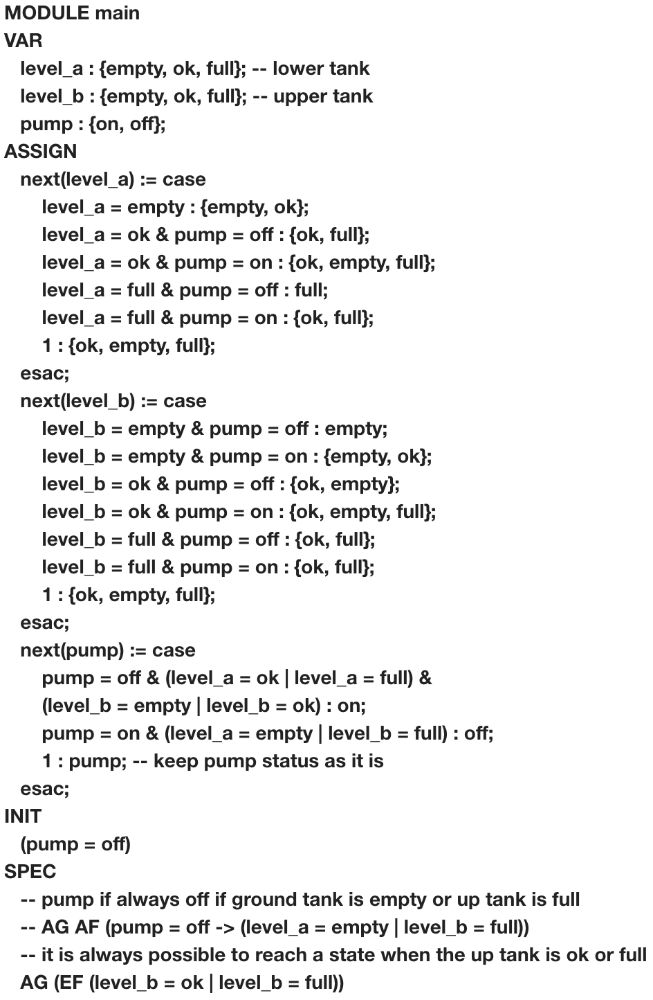 MODULE main
VAR
level_a : {empty, ok, full}; -- lower tank
level_b : {empty, ok, full}; -- upper tank
pump : {on, off};
ASSIGN
next(level_a) := case
level_a = empty : {empty, ok};
level_a = ok & pump = off : {ok, full};
level_a = ok & pump = on : {ok, empty, full};
level_a = full & pump = off : full;
level_a = full & pump = on : {ok, full};
1 : {ok, empty, full};
esac;
next(level_b) := case
level_b = empty & pump = off : empty;
level_b = empty & pump = on : {empty, ok};
level_b = ok & pump = off : {ok, empty};
level_b = ok & pump = on : {ok, empty, full};
level_b = full & pump = off : {ok, full};
level_b = full & pump = on : {ok, full};
1 : {ok, empty, full};
esac;
next(pump) := case
pump = off & (level_a = ok | level_a = full) &
(level_b = empty | level_b = ok) : on;
pump = on & (level_a = empty | level_b = full) : off;
1 : pump; -- keep pump status as it is
esac;
INIT
(pump = off)
SPEC
-- pump if always off if ground tank is empty or up tank is full
-- AG AF (pump = off -> (level_a = empty | level_b = full))
-- it is always possible to reach a state when the up tank is ok or full
AG (EF (level_b = ok | level_b = full))